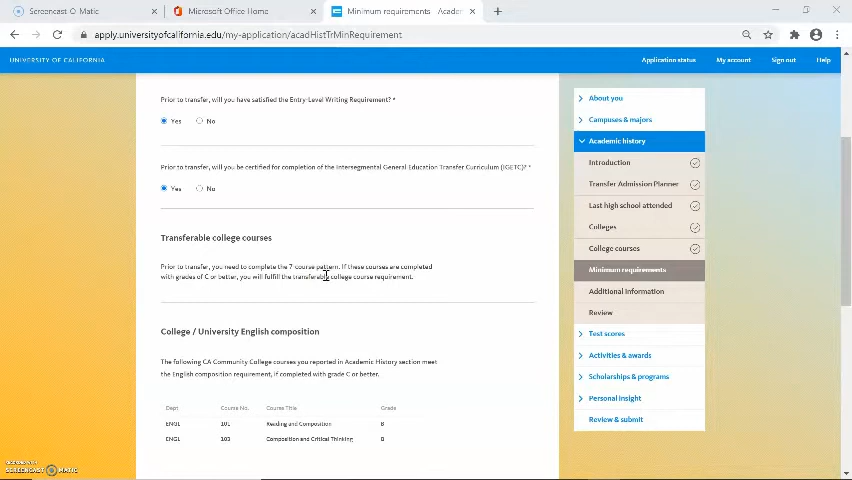 Screencast-O-Matic
Microsoft Office Home
Minimum requirements - Acade
apply.universityofcalifornia.edu/my-application/acadHistTrMinRequirement
UNIVERSITY OF CALIFORNIA
Application status
My account
Sign out
Help
Prior to transfer, will you have satisfied the Entry-Level Writing Requirement? *
Yes No
Prior to transfer, will you be certified for completion of the Intersegmental General Education Transfer Curriculum (IGETC)? *
Yes No
Transferable college courses
Prior to transfer, you need to complete the 7-course pattern. If these courses are completed
with grades of C or better, you will fulfill the transferable college course requirement.
College / University English composition
The following CA Community College courses you reported in Academic History section meet
the English composition requirement, if completed with grade C or better.
Dept Course No. Course Title Grade
ENGL 101 Reading and Composition B
ENGL 103 Composition and Critical Thinking B
About you
Campuses & majors
Academic history
Introduction
Transfer Admission Planner
Last high school attended
Colleges
College courses
Minimum requirements
Additional information
Review
Test scores
Activities & awards
Scholarships & programs
Personal insight
Review & submit
RECORDED WITH
SCREENCAST MATIC